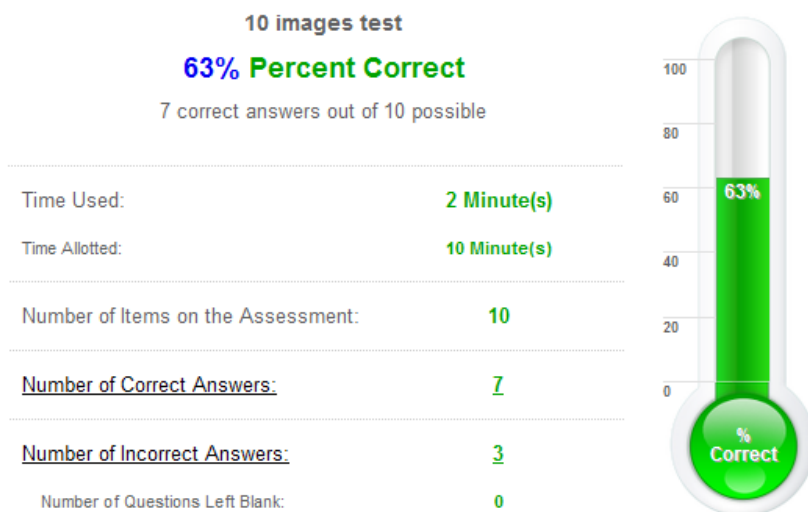 10 images test
63% Percent Correct
7 correct answers out of 10 possible
Time Used: 2 Minute(s)
Time Allotted: 10 Minute(s)
Number of Items on the Assessment: 10
Number of Correct Answers: 7
Number of Incorrect Answers: 3
Number of Questions Left Blank: 0
100
80
60
63%
40
20
0
%
Correct